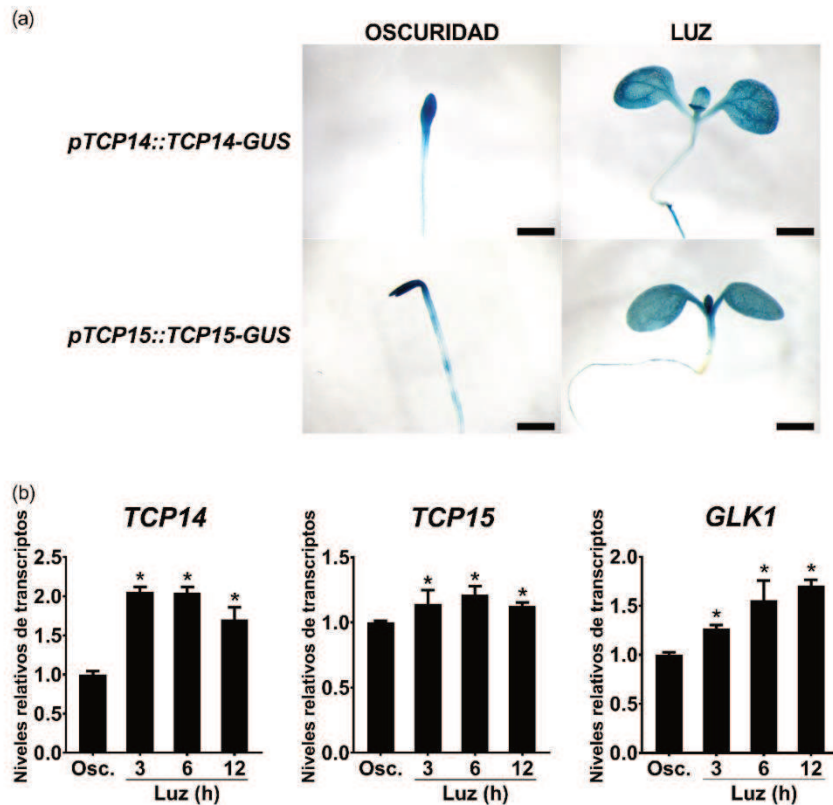 (a)
OSCURIDAD LUZ
pTCP14::TCP14-GUS
pTCP15::TCP15-GUS
(b)
TCP14
Niveles relativos de transcriptos
2.5
2.0
1.5
1.0
0.5
0.0
* * *
Osc. 3 6 12
Luz (h)
TCP15
Niveles relativos de transcriptos
1.5
1.0
0.5
0.0
* * *
Osc. 3 6 12
Luz (h)
GLK1
Niveles relativos de transcriptos
2.0
1.5
1.0
0.5
0.0
* * *
Osc. 3 6 12
Luz (h)